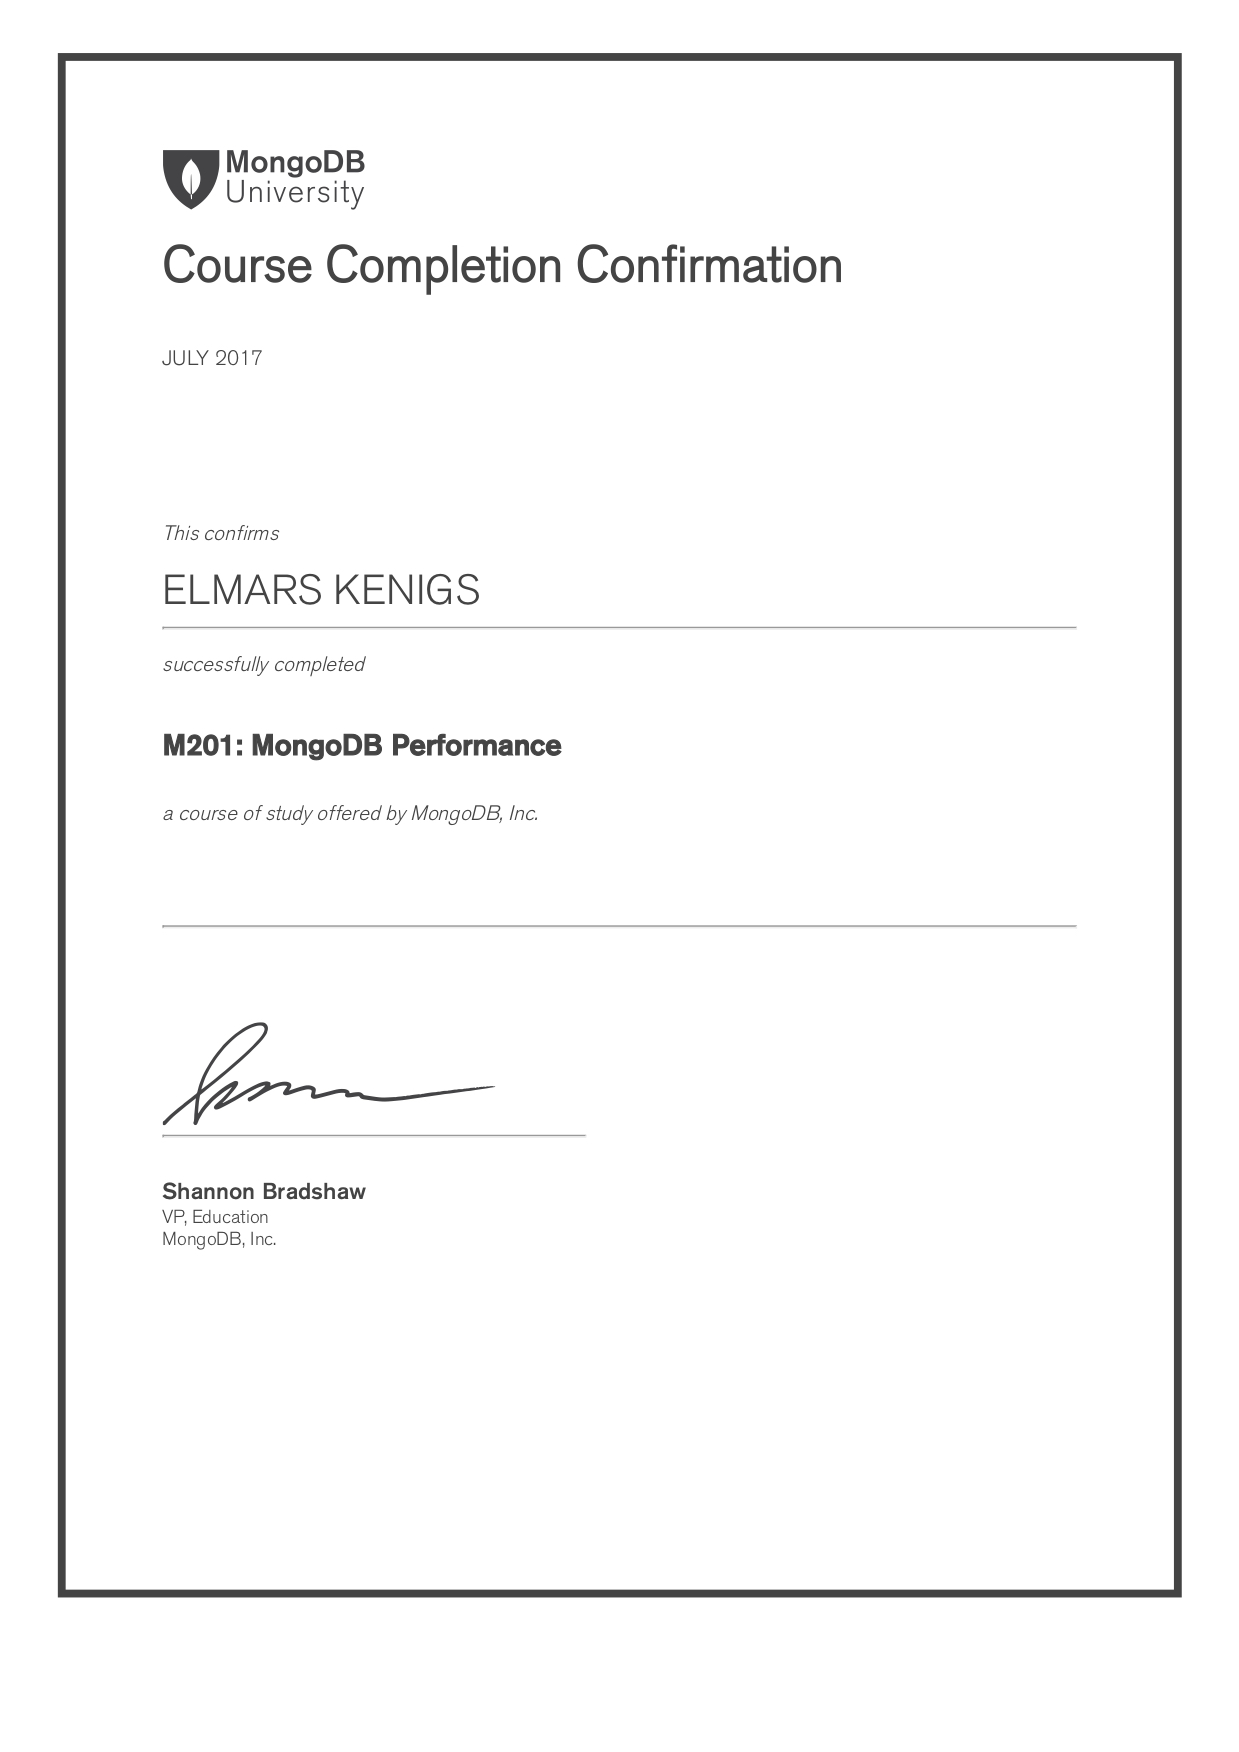 MongoDB
University
Course Completion Confirmation
JULY 2017
This confirms
ELMARS KENIGS
successfully completed
M201: MongoDB Performance
a course of study offered by MongoDB, Inc.
Shannon Bradshaw
VP, Education
MongoDB, Inc.